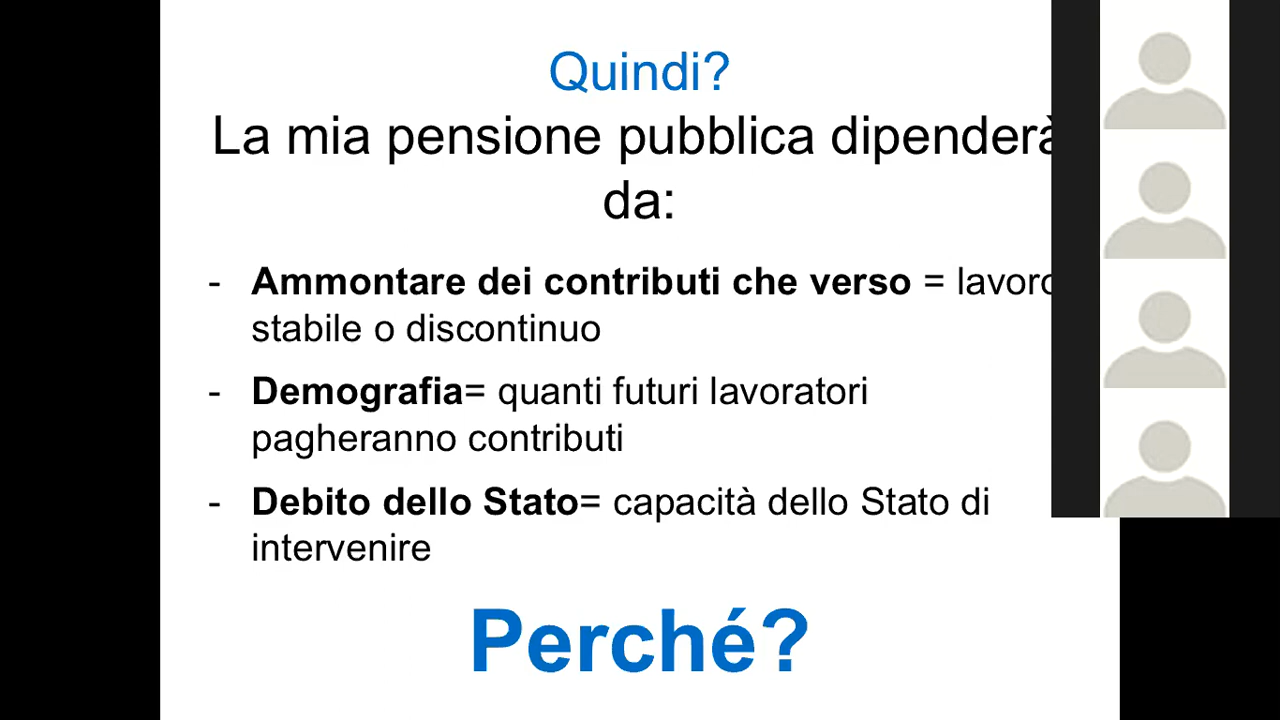 Quindi?
La mia pensione pubblica dipenderà
da:
- Ammontare dei contributi che verso = lavoro
stabile o discontinuo
- Demografia= quanti futuri lavoratori
pagheranno contributi
- Debito dello Stato= capacità dello Stato di
intervenire
Perché?